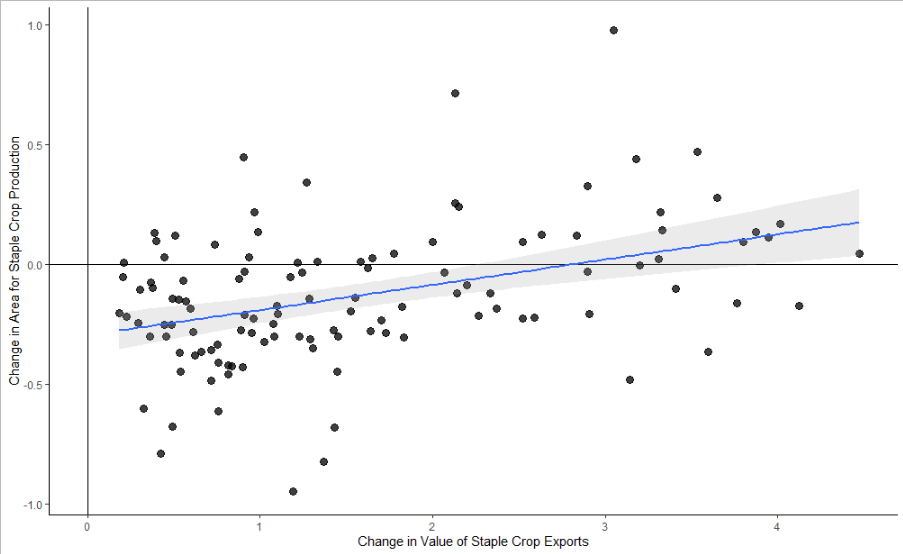 1.0
0.5
0.0
-0.5
-1.0
Change in Area for Staple Crop Production
0 1 2 3 4
Change in Value of Staple Crop Exports